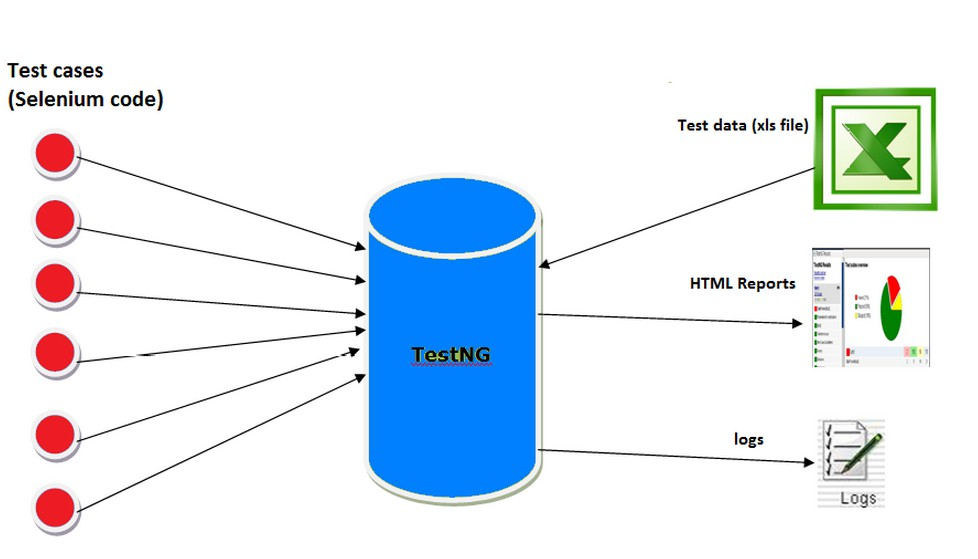 Test cases
(Selenium code)
Test data (xls file)
HTML Reports
TestNG
logs
Logs